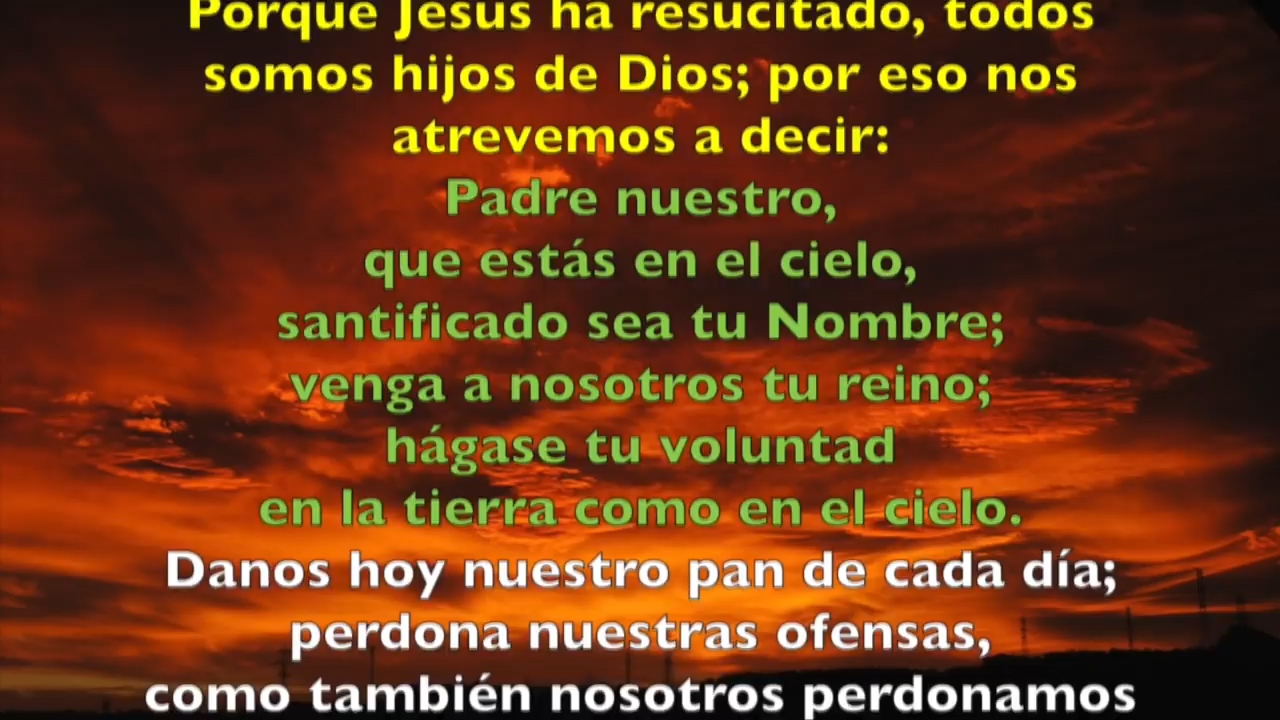 Porque Jesús ha resucitado, todos
somos hijos de Dios; por eso nos
atrevemos a decir:
Padre nuestro,
que estás en el cielo,
santificado sea tu Nombre;
venga a nosotros tu reino;
hágase tu voluntad
en la tierra como en el cielo.
Danos hoy nuestro pan de cada día;
perdona nuestras ofensas,
como también nosotros perdonamos